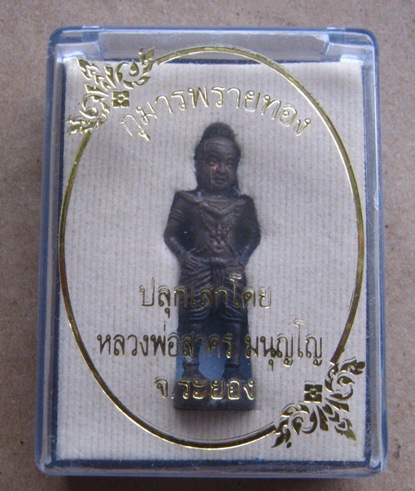 กุมารพรายทอง
ปลุกเสกโดย
หลวงพ่อสาคร มนุญฺโญ
จ.ระยอง